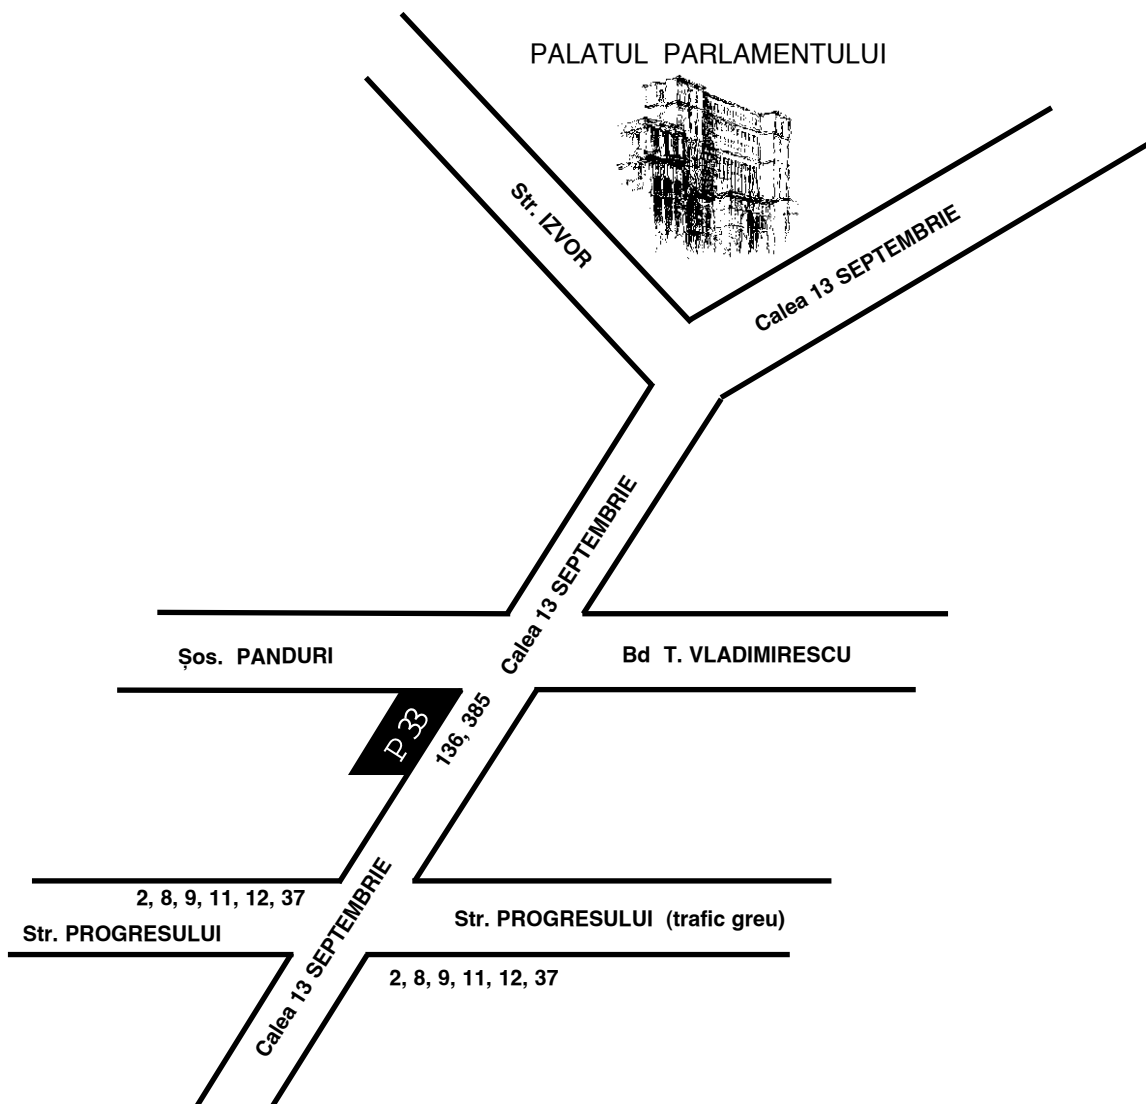 PALATUL PARLAMENTULUI
Str. IZVOR
Calea 13 SEPTEMBRIE
Calea 13 SEPTEMBRIE
Șos. PANDURI
Bd T. VLADIMIRESCU
P 33
136, 385
2, 8, 9, 11, 12, 37
Str. PROGRESULUI
Calea 13 SEPTEMBRIE
Str. PROGRESULUI (trafic greu)
2, 8, 9, 11, 12, 37